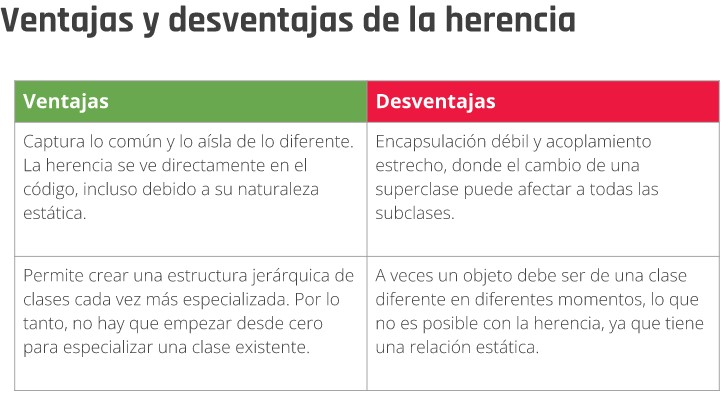 Ventajas y desventajas de la herencia
Ventajas
Desventajas
Captura lo común y lo aísla de lo diferente.
La herencia se ve directamente en el
código, incluso debido a su naturaleza
estática.
Encapsulación débil y acoplamiento
estrecho, donde el cambio de una
superclase puede afectar a todas las
subclases.
Permite crear una estructura jerárquica de
clases cada vez más especializada. Por lo
tanto, no hay que empezar desde cero
para especializar una clase existente.
A veces un objeto debe ser de una clase
diferente en diferentes momentos, lo que
no es posible con la herencia, ya que tiene
una relación estática.